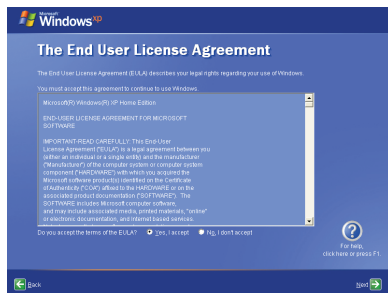 Microsoft
Windows xp
The End User License Agreement
The End User License Agreement (EULA) describes your legal rights regarding your use of Windows.
You must accept this agreement to continue to use Windows.
Microsoft(R) Windows(R) XP Home Edition
END-USER LICENSE AGREEMENT FOR MICROSOFT
SOFTWARE
IMPORTANT-READ CAREFULLY: This End User
License Agreement ("EULA") is a legal agreement between you
(either an individual or a single entity) and the manufacturer
("Manufacturer") of the computer system or computer system
component ("HARDWARE") with which you acquired the
Microsoft software product(s) identified on the Certificate
of Authenticity ("COA") affixed to the HARDWARE or on the
associated product documentation ("SOFTWARE"). The
SOFTWARE includes Microsoft computer software,
and may include associated media, printed materials, "online"
or electronic documentation, and Internet based services.
Do you accept the terms of the EULA? Yes, I accept No, I don't accept
For help,
click here or press F1.
Back Next